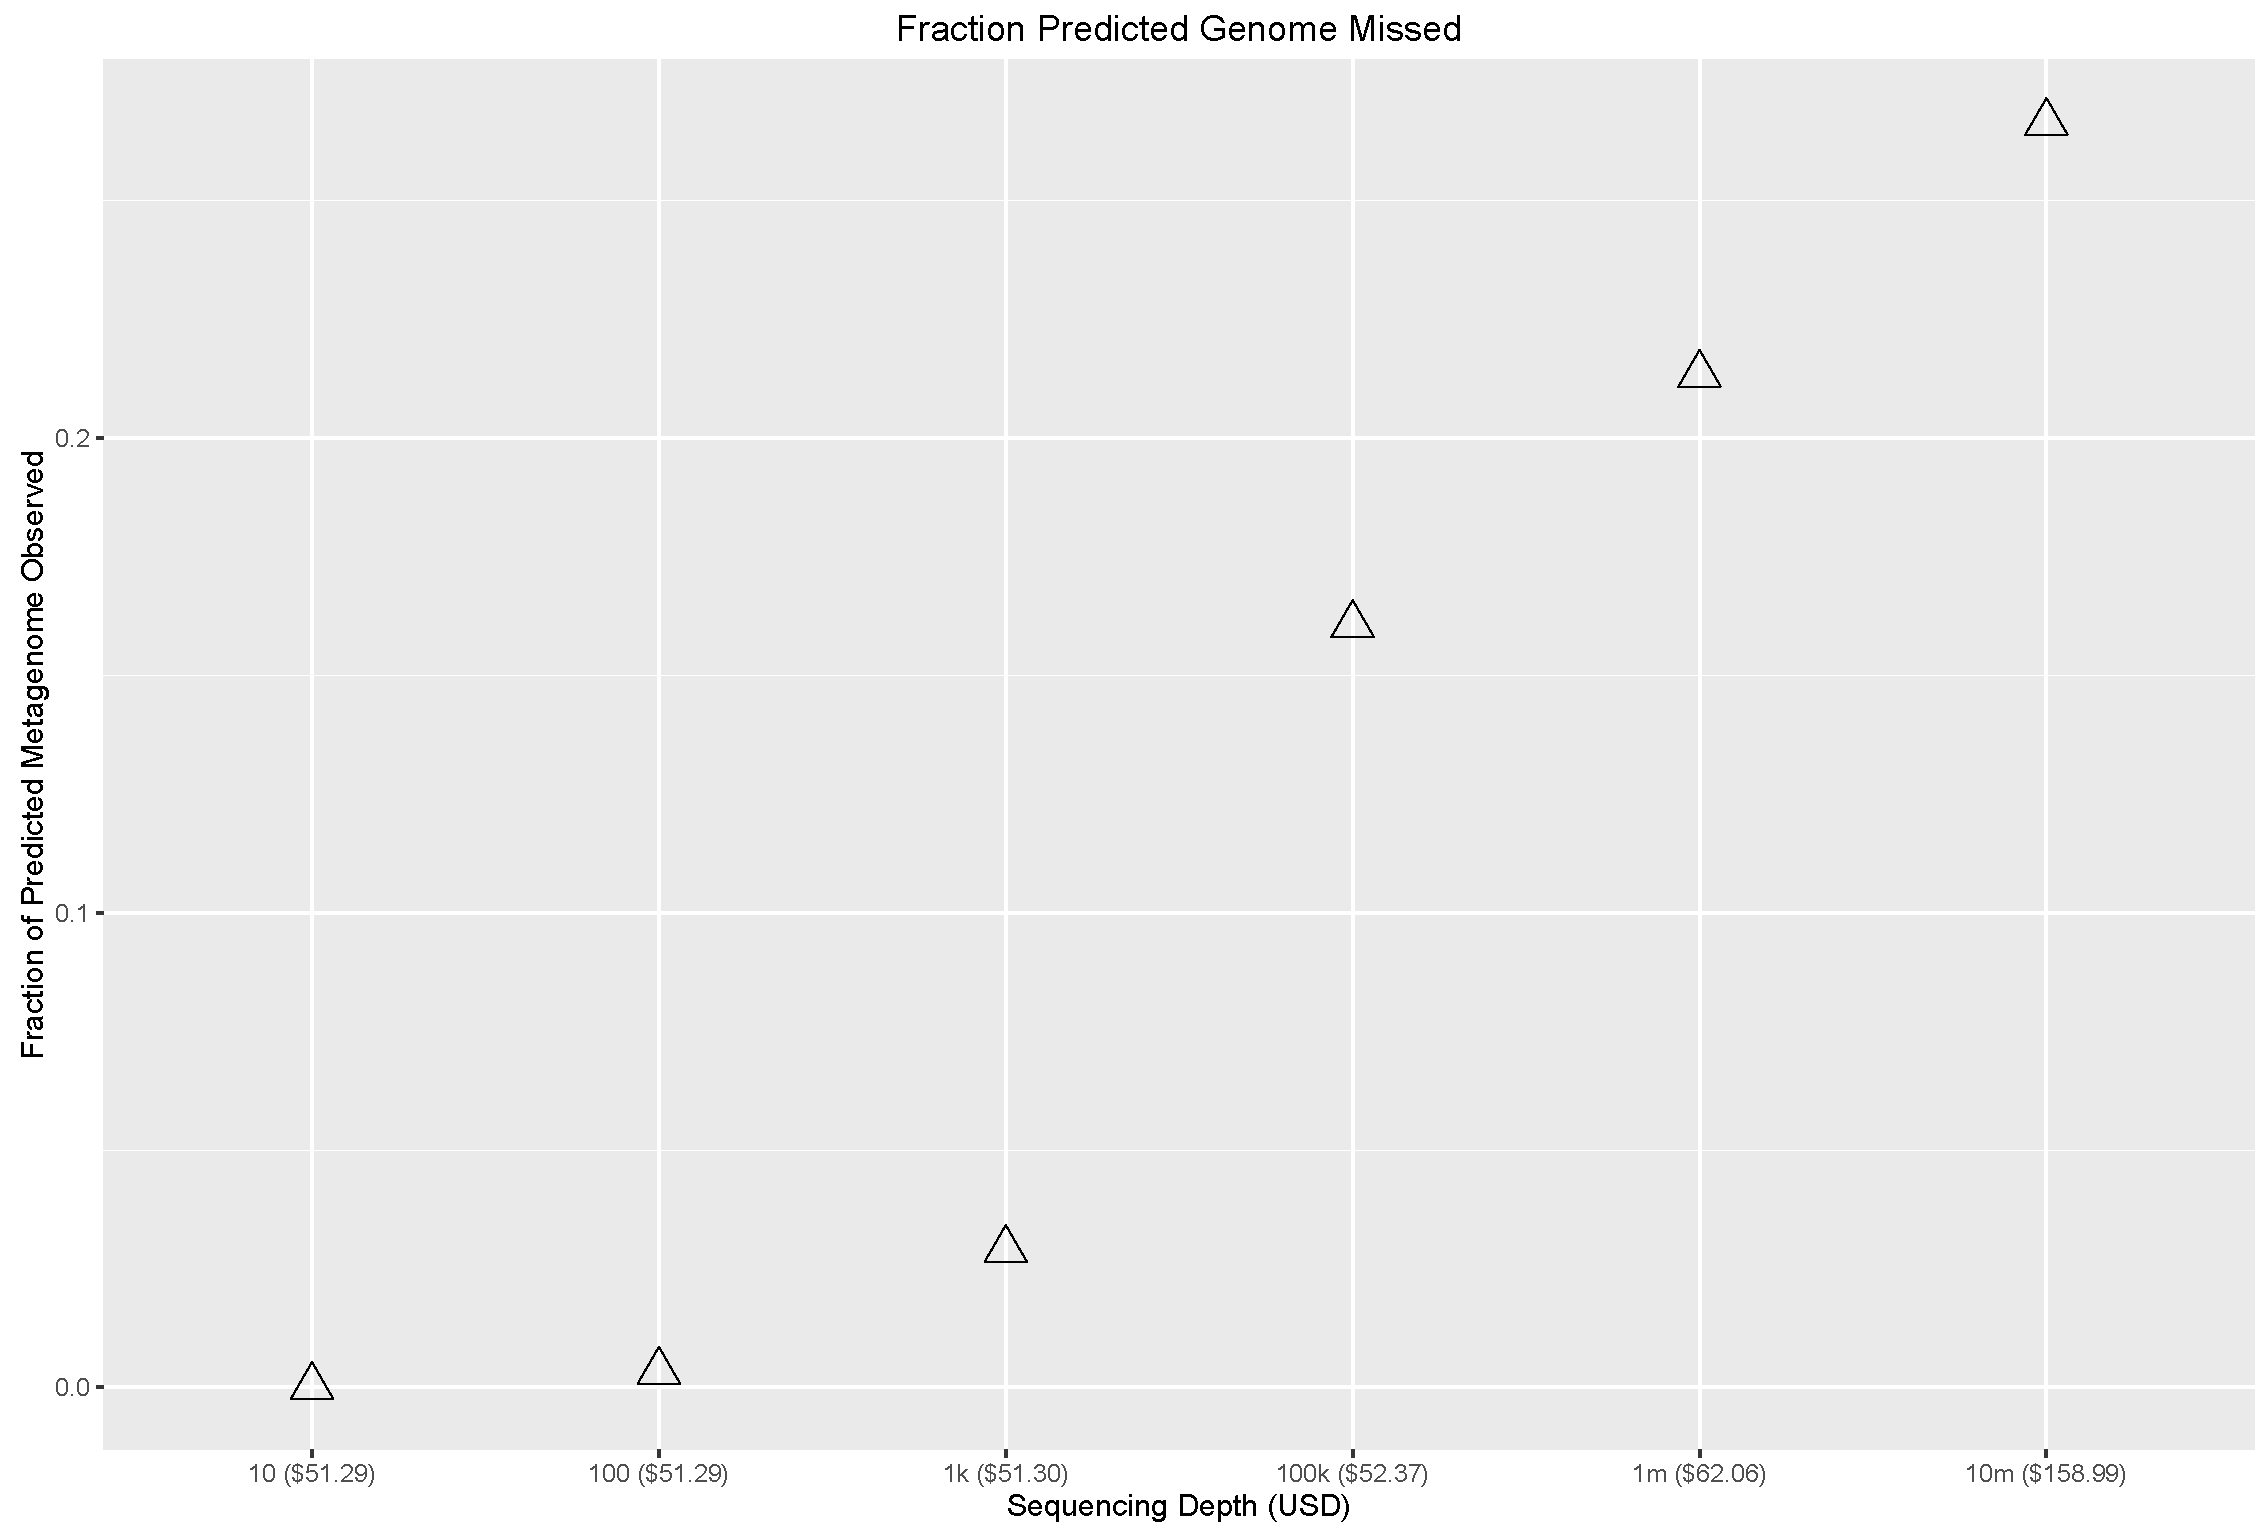 Fraction Predicted Genome Missed
Fraction of Predicted Metagenome Observed
0.2
0.1
0.0
10 ($51.29) 100 ($51.29) 1k ($51.30) 100k ($52.37) 1m ($62.06) 10m ($158.99)
Sequencing Depth (USD)